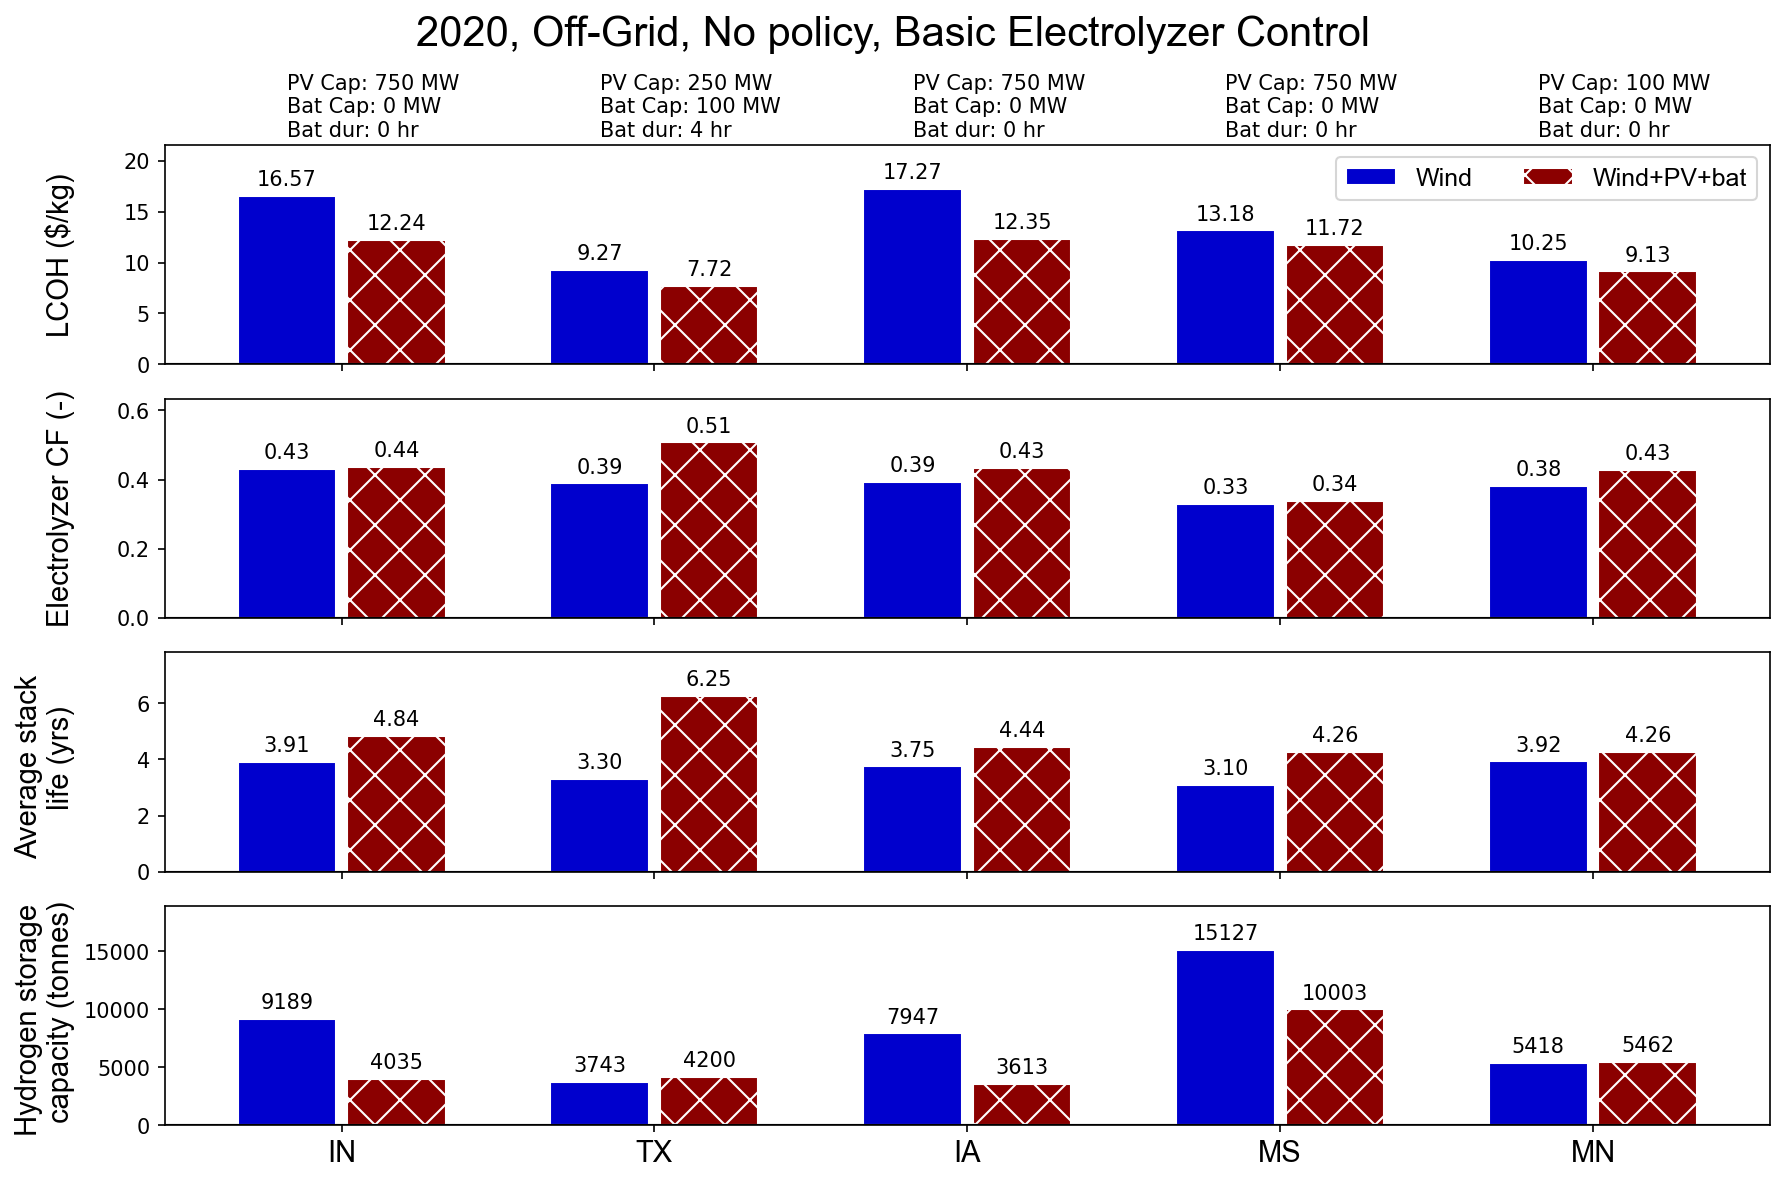 2020, Off-Grid, No policy, Basic Electrolyzer Control
PV Cap: 750 MW
Bat Cap: 0 MW
Bat dur: 0 hr
PV Cap: 250 MW
Bat Cap: 100 MW
Bat dur: 4 hr
PV Cap: 750 MW
Bat Cap: 0 MW
Bat dur: 0 hr
PV Cap: 750 MW
Bat Cap: 0 MW
Bat dur: 0 hr
PV Cap: 100 MW
Bat Cap: 0 MW
Bat dur: 0 hr
LCOH ($/kg)
20
15
10
5
0
16.57
12.24
9.27
7.72
17.27
12.35
13.18
11.72
10.25
9.13
Wind
Wind+PV+bat
Electrolyzer CF (-)
0.6
0.4
0.2
0.0
0.43
0.44
0.39
0.51
0.39
0.43
0.33
0.34
0.38
0.43
Average stack
life (yrs)
6
4
2
0
3.91
4.84
3.30
6.25
3.75
4.44
3.10
4.26
3.92
4.26
Hydrogen storage
capacity (tonnes)
15000
10000
5000
0
9189
4035
3743
4200
7947
3613
15127
10003
5418
5462
IN
TX
IA
MS
MN